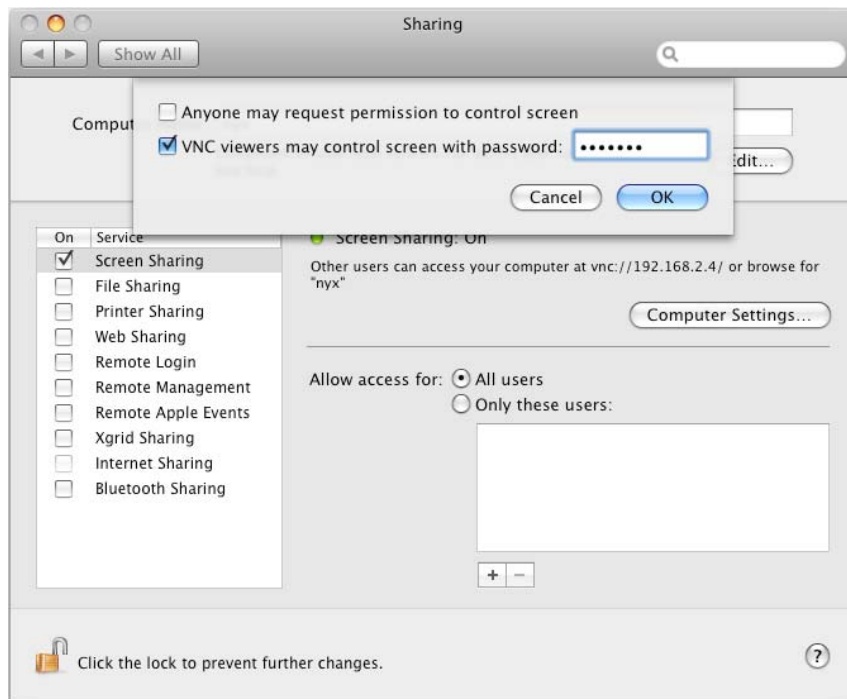 Sharing
Show All
Anyone may request permission to control screen
Comput
VNC viewers may control screen with password: •••••••
Edit...
Cancel OK
On Service
Screen Sharing: On
Screen Sharing
Other users can access your computer at vnc://192.168.2.4/ or browse for
"nyx"
File Sharing
Printer Sharing
Computer Settings...
Web Sharing
Remote Login
Allow access for: All users
Remote Management
Only these users:
Remote Apple Events
Xgrid Sharing
Internet Sharing
Bluetooth Sharing
+ −
Click the lock to prevent further changes.
?